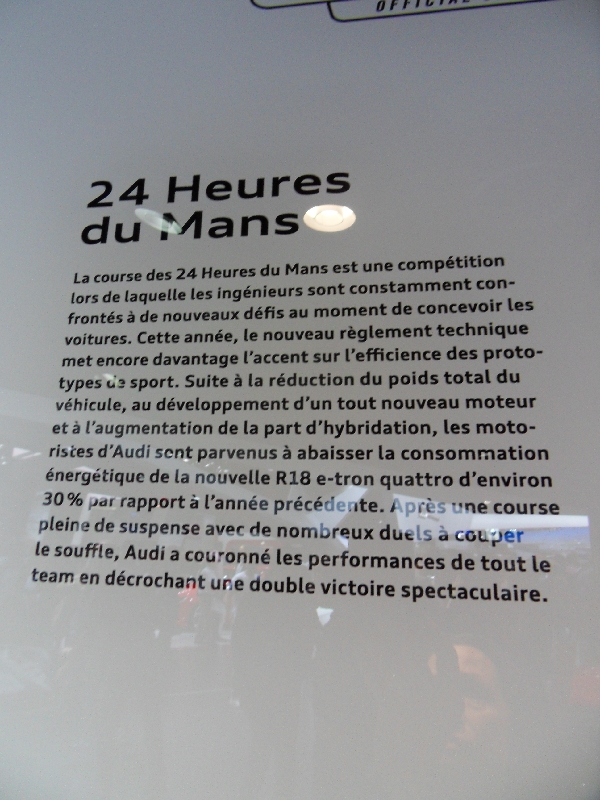 OFFICIAL
24 Heures
du Mans
La course des 24 Heures du Mans est une compétition
lors de laquelle les ingénieurs sont constamment con-
frontés à de nouveaux défis au moment de concevoir les
voitures. Cette année, le nouveau règlement technique
met encore davantage l'accent sur l'efficience des proto-
types de sport. Suite à la réduction du poids total du
véhicule, au développement d'un tout nouveau moteur
et à l'augmentation de la part d'hybridation, les moto-
ristes d'Audi sont parvenus à abaisser la consommation
énergétique de la nouvelle R18 e-tron quattro d'environ
30 % par rapport à l'année précédente. Après une course
pleine de suspense avec de nombreux duels à couper
le souffle, Audi a couronné les performances de tout le
team en décrochant une double victoire spectaculaire.